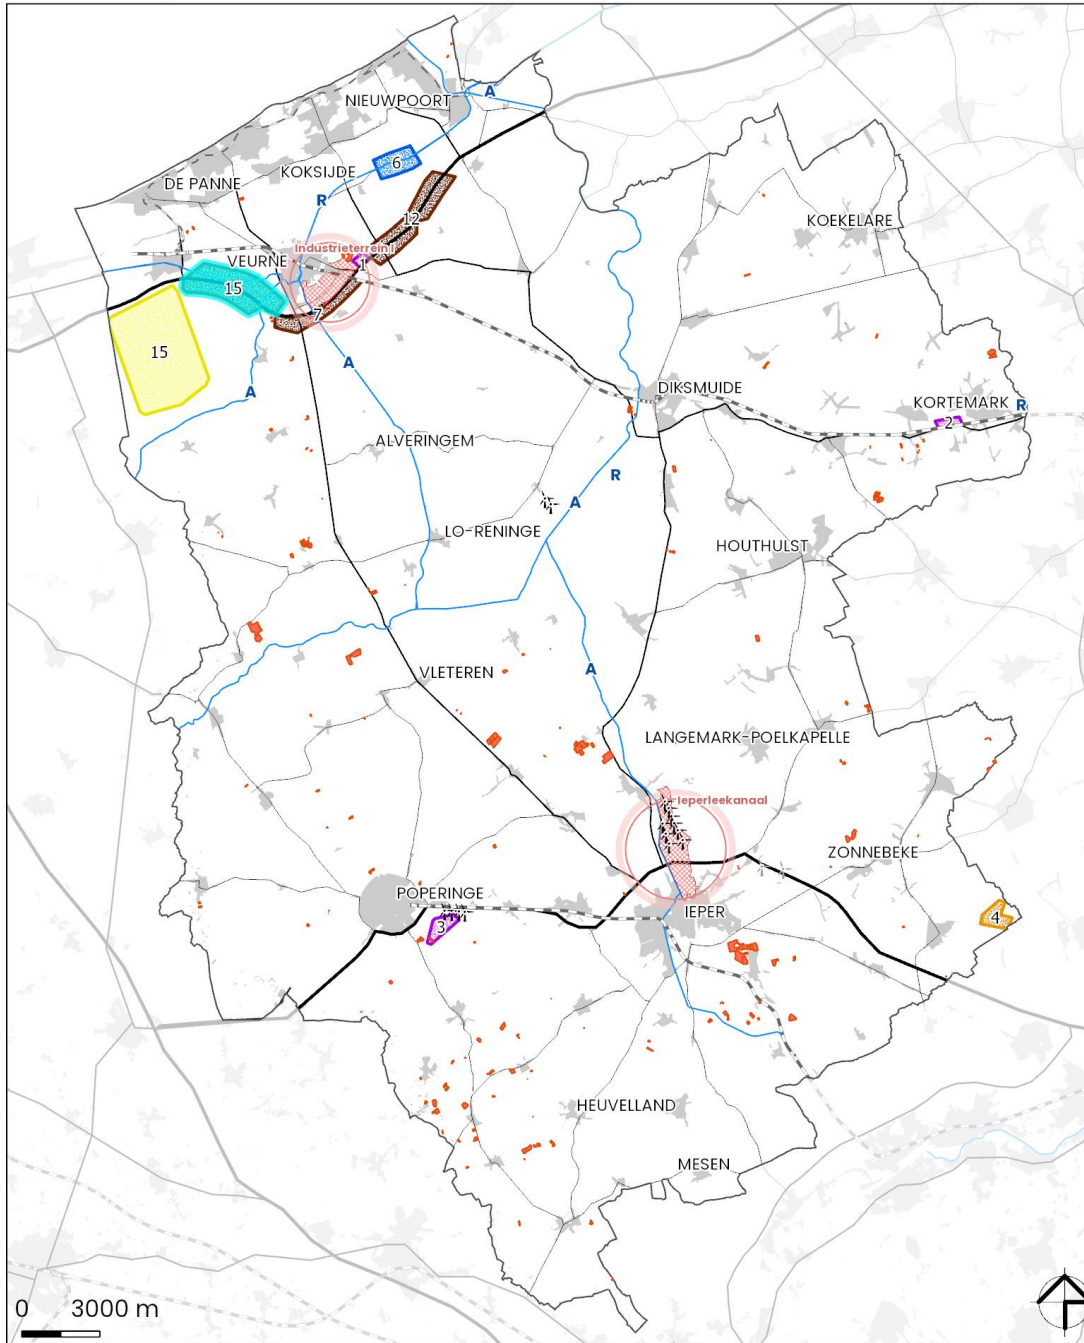 NIEUWPOORT
A
6
KOKSIJDE
DE PANNE
R
12
KOEKELARE
Industrieterrein I
VEURNE
1
15
7
15
A
A
DIKSMUIDE
KORTEMARK
R
2
ALVERINGEM
R
A
LO-RENINGE
HOUTHULST
A
VLETEREN
LANGEMARK-POELKAPELLE
Ieperleekanaal
ZONNEBEKE
POPERINGE
IEPER
4
3
HEUVELLAND
MESEN
0 3000 m